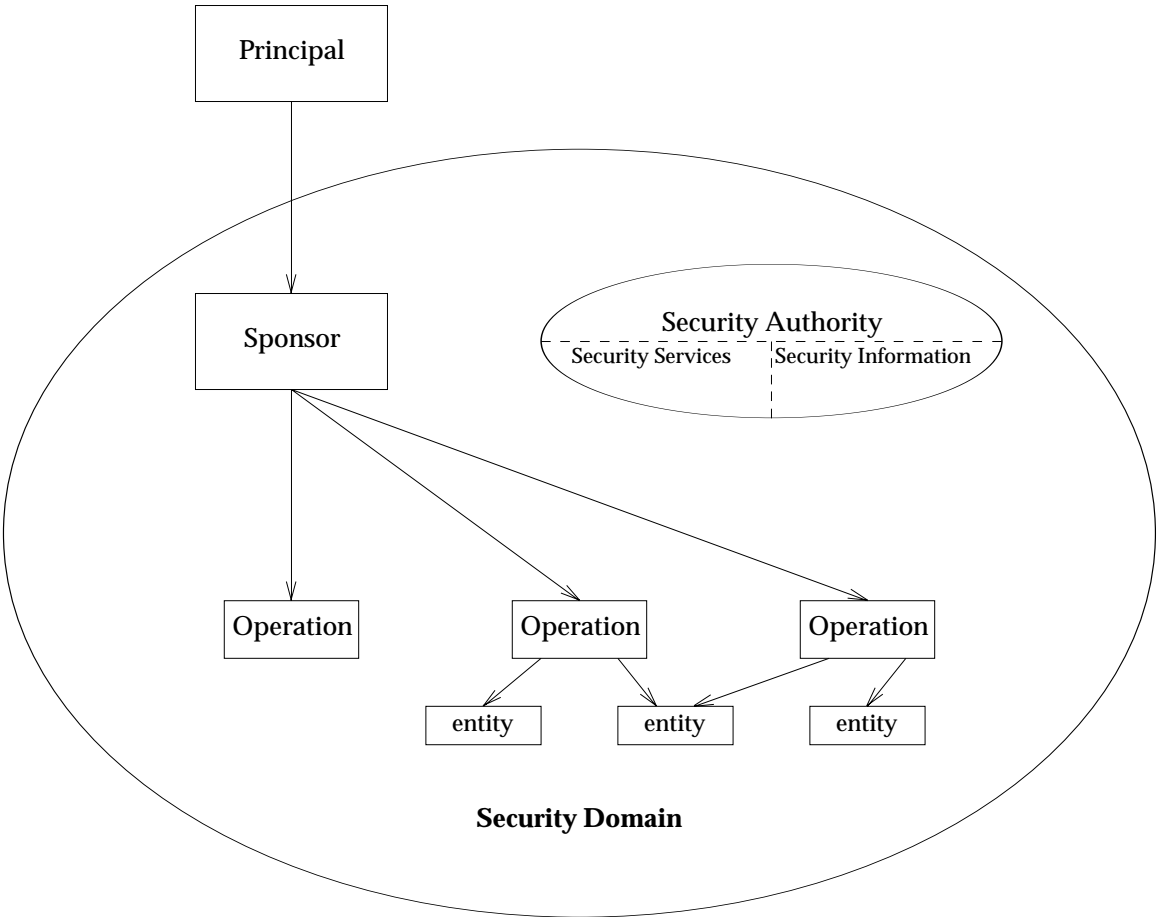 Principal
Sponsor
Security Authority
Security Services
Security Information
Operation
Operation
Operation
entity
entity
entity
Security Domain